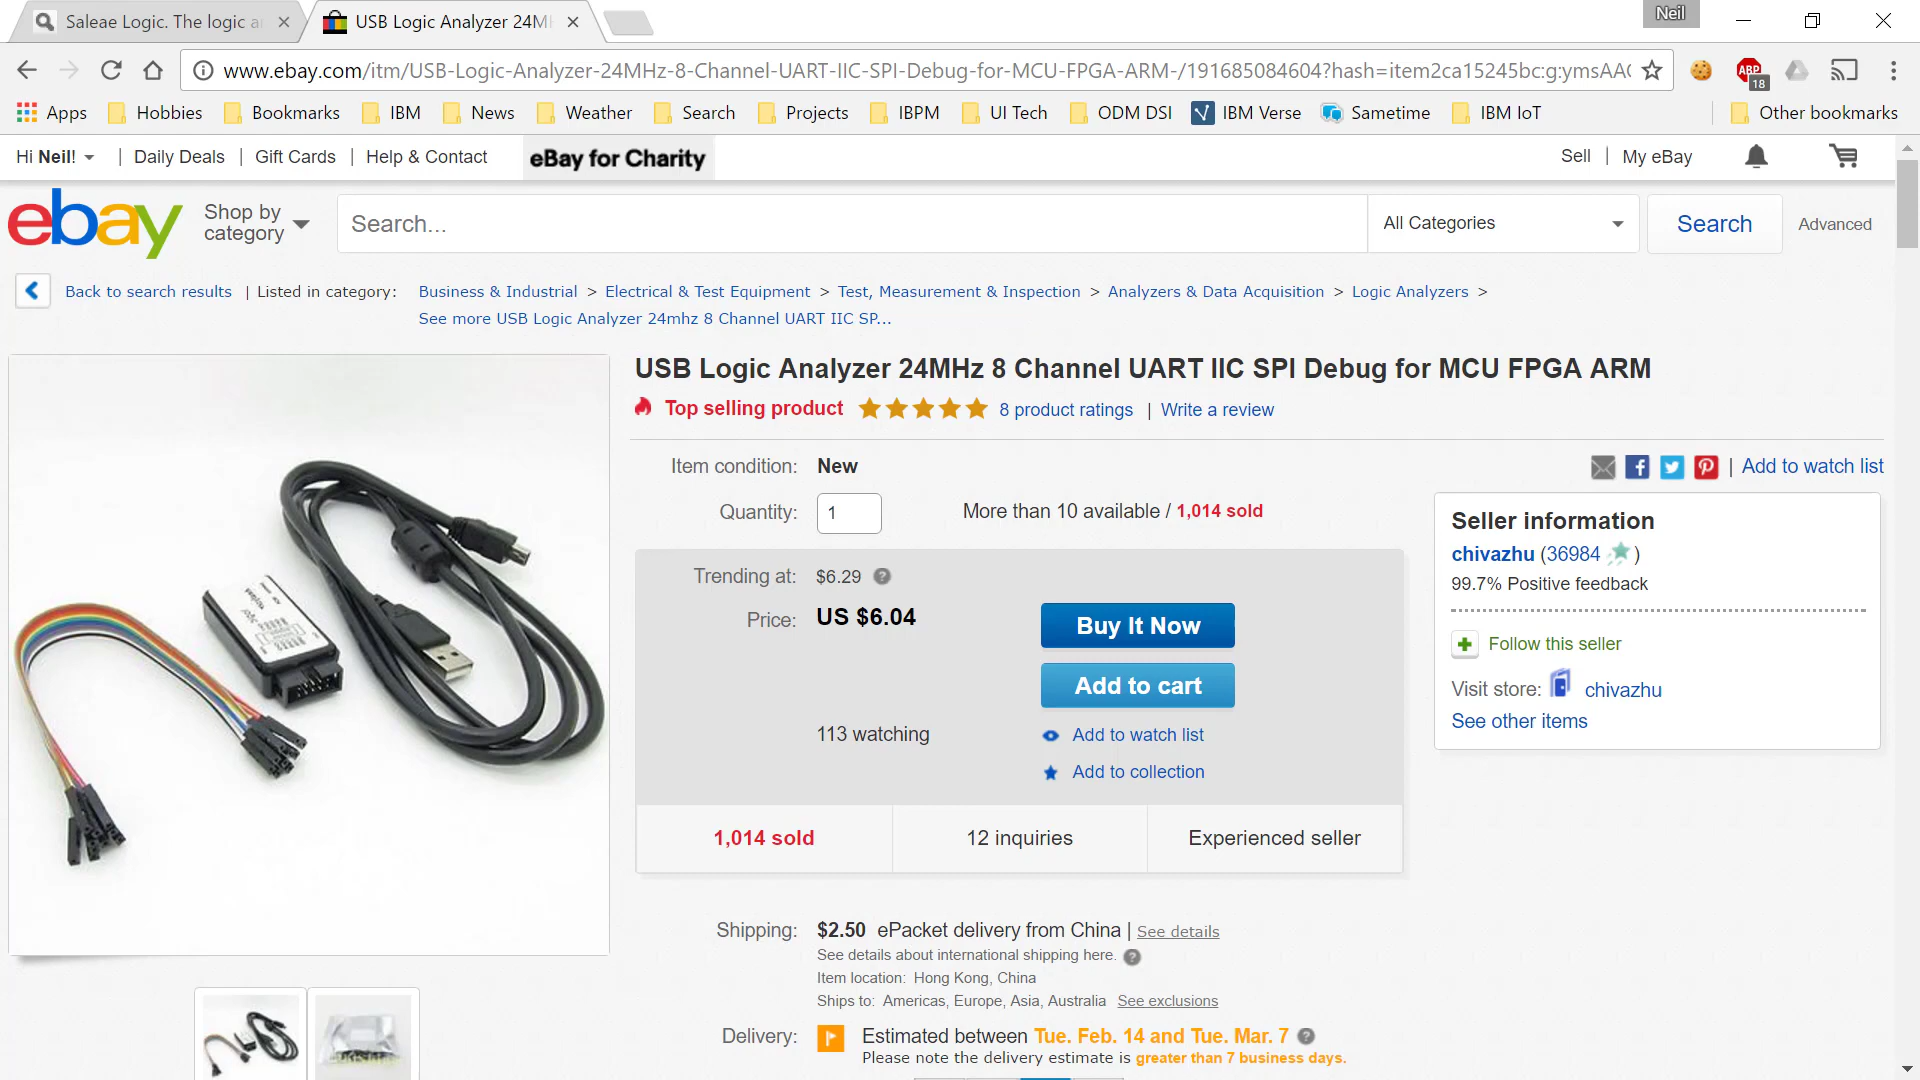 Saleae Logic. The logic a
USB Logic Analyzer 24M
Neil
www.ebay.com/itm/USB-Logic-Analyzer-24MHz-8-Channel-UART-IIC-SPI-Debug-for-MCU-FPGA-ARM-/191685084604?hash=item2ca15245bc:g:ymsAAO
ABP
18
Apps Hobbies Bookmarks IBM News Weather Search Projects IBPM UI Tech ODM DSI IBM Verse Sametime IBM IoT Other bookmarks
Hi Neil! | Daily Deals | Gift Cards | Help & Contact eBay for Charity Sell | My eBay
ebay
Shop by
category
Search...
All Categories
Search
Advanced
Back to search results | Listed in category: Business & Industrial > Electrical & Test Equipment > Test, Measurement & Inspection > Analyzers & Data Acquisition > Logic Analyzers >
See more USB Logic Analyzer 24mhz 8 Channel UART IIC SP...
USB Logic Analyzer 24MHz 8 Channel UART IIC SPI Debug for MCU FPGA ARM
Top selling product 8 product ratings | Write a review
Item condition: New
| Add to watch list
Quantity: 1 More than 10 available / 1,014 sold
Trending at: $6.29
Price: US $6.04
Buy It Now
Add to cart
113 watching
Add to watch list
Add to collection
1,014 sold 12 inquiries Experienced seller
Seller information
chivazhu (36984 )
99.7% Positive feedback
Follow this seller
Visit store: chivazhu
See other items
Shipping: $2.50 ePacket delivery from China | See details
See details about international shipping here.
Item location: Hong Kong, China
Ships to: Americas, Europe, Asia, Australia See exclusions
Delivery: Estimated between Tue. Feb. 14 and Tue. Mar. 7
Please note the delivery estimate is greater than 7 business days.